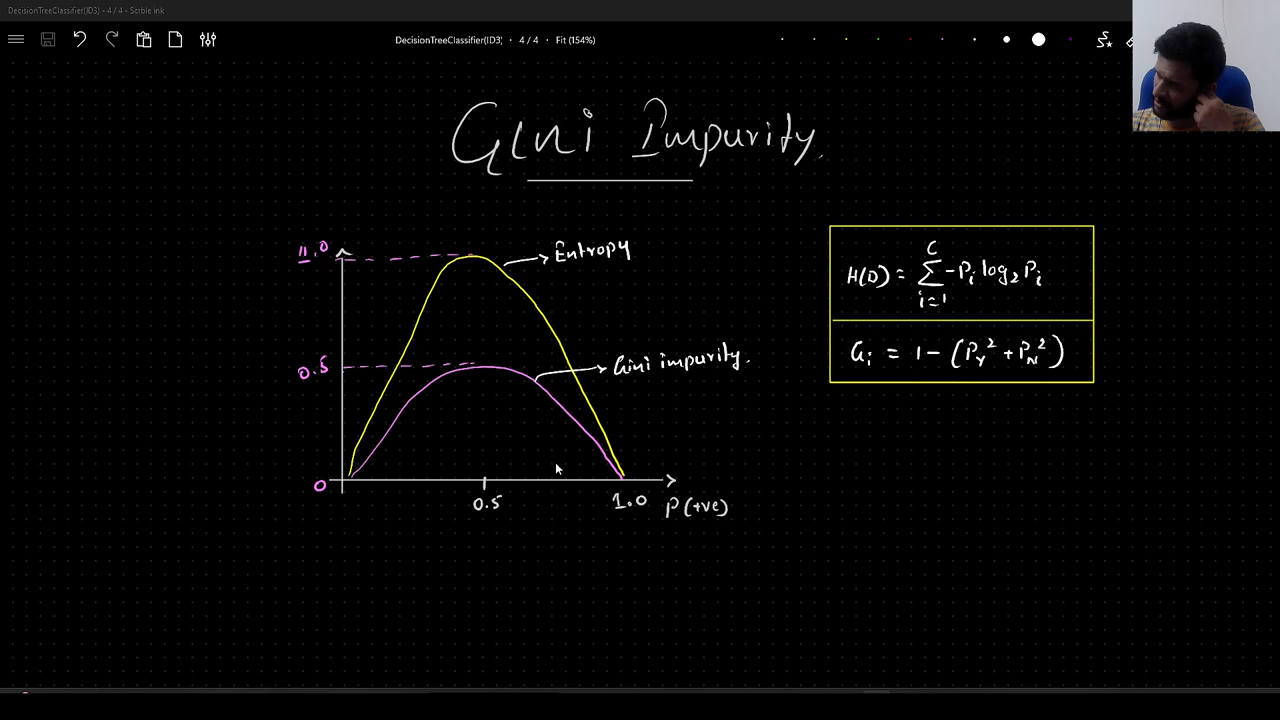 DecisionTreeClassifier(ID3) - 4 / 4 - Scrble Ink
DecisionTreeClassifier(ID3) • 4 / 4 • Fit (154%)
Gini Impurity.
1.0
Entropy
0.5
Gini impurity.
0
0.5
1.0
P(+ve)
H(D) = C∑i=1 -Pi log2 Pi
Gi = 1 - (PY² + PN²)